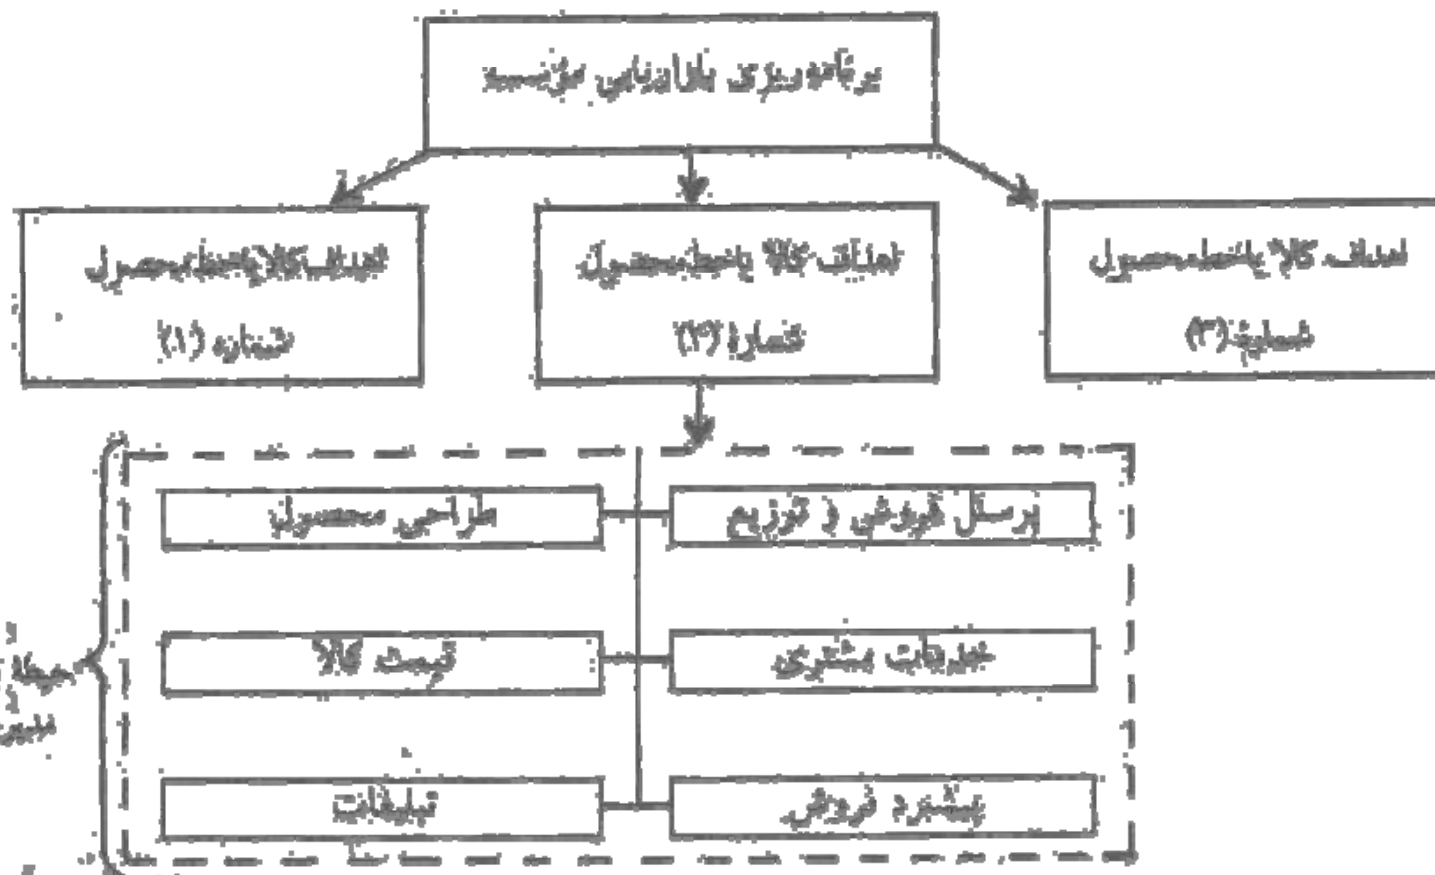 برنامه‌ریزی بازاریابی مؤسسه
اهداف کالا یا خط محصول
شماره (۱)
اهداف کالا یا خط محصول
شماره (۲)
اهداف کالا یا خط محصول
شماره (۳)
طراحی محصول
پرسنل فروش و توزیع
قیمت کالا
خدمات مشتری
تبلیغات
پیشبرد فروش
حیطه